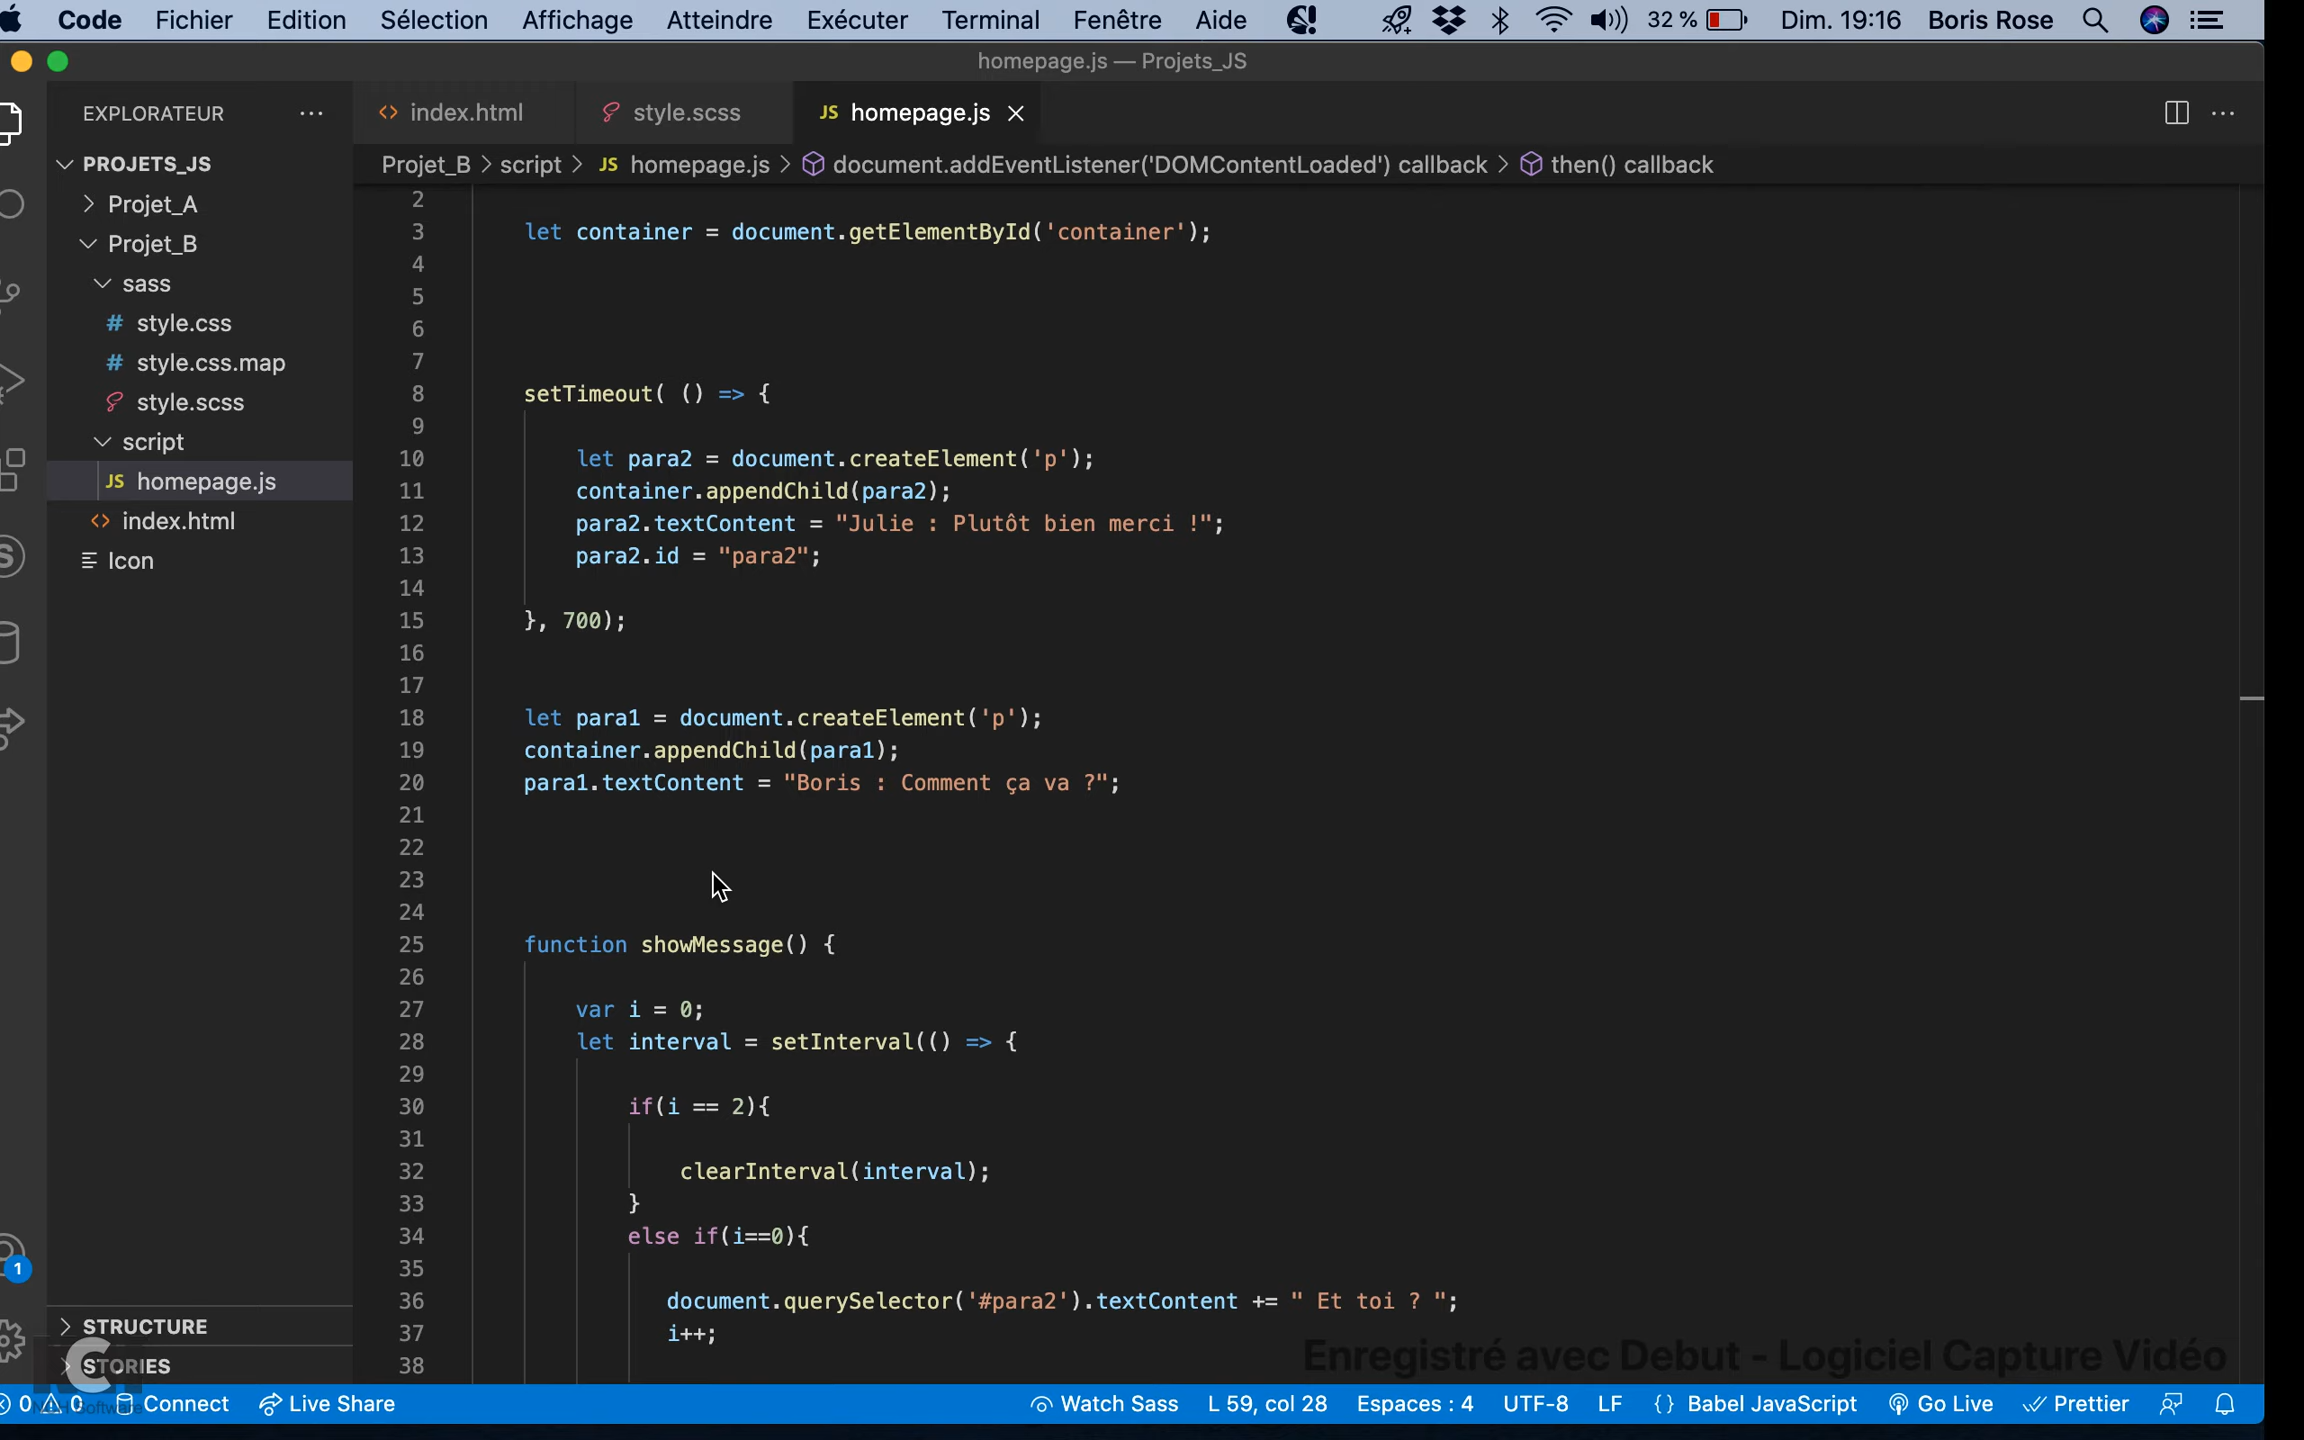 Code Fichier Edition Sélection Affichage Atteindre Exécuter Terminal Fenêtre Aide 32 % Dim. 19:16 Boris Rose
homepage.js — Projets_JS
EXPLORATEUR ···
<> index.html
style.scss
JS homepage.js ×
···
Projet_B > script > JS homepage.js > document.addEventListener('DOMContentLoaded') callback > then() callback
PROJETS_JS
Projet_A
Projet_B
sass
# style.css
# style.css.map
style.scss
script
JS homepage.js
<> index.html
Icon
STRUCTURE
STORIES
1
2
3 let container = document.getElementById('container');
4
5
6
7
8 setTimeout( () => {
9
10 let para2 = document.createElement('p');
11 container.appendChild(para2);
12 para2.textContent = "Julie : Plutôt bien merci !";
13 para2.id = "para2";
14
15 }, 700);
16
17
18 let para1 = document.createElement('p');
19 container.appendChild(para1);
20 para1.textContent = "Boris : Comment ça va ?";
21
22
23
24
25 function showMessage() {
26
27 var i = 0;
28 let interval = setInterval(() => {
29
30 if(i == 2){
31
32 clearInterval(interval);
33 }
34 else if(i==0){
35
36 document.querySelector('#para2').textContent += " Et toi ? ";
37 i++;
38
Enregistré avec Debut - Logiciel Capture Vidéo
0 0 Connect Live Share Watch Sass L 59, col 28 Espaces : 4 UTF-8 LF {} Babel JavaScript Go Live Prettier